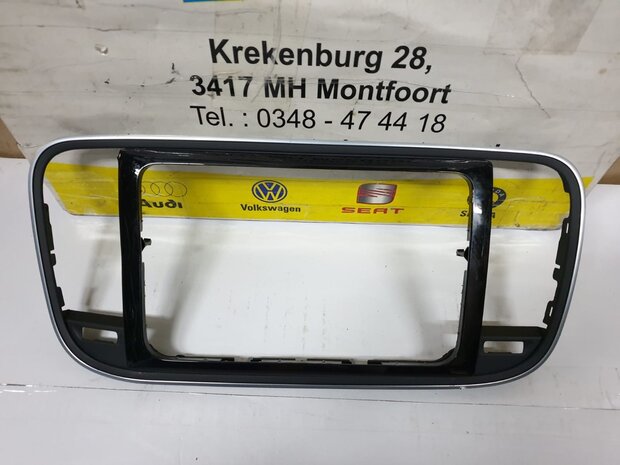 Krekenburg 28,
3417 MH Montfoort
Tel. : 0348 - 47 44 18
Audi
Volkswagen
SEAT